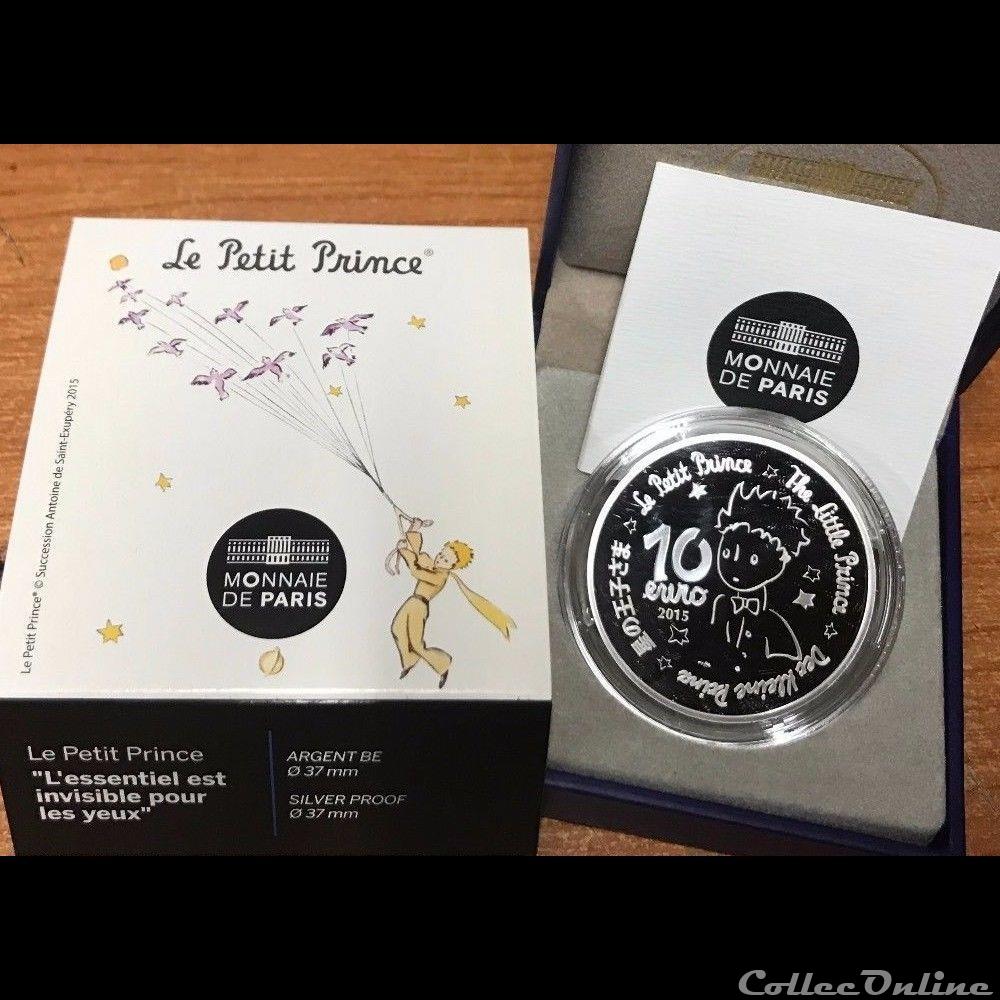 Le Petit Prince®
Le Petit Prince® © Succession Antoine de Saint-Exupéry 2015
MONNAIE
DE PARIS
Le Petit Prince
"L'essentiel est
invisible pour
les yeux"
ARGENT BE
Ø 37 mm
SILVER PROOF
Ø 37 mm
MONNAIE
DE PARIS
Le Petit Prince
The Little Prince
Der Kleine Prinz
星の王子さま
10
euro
2015
ColleeOnline